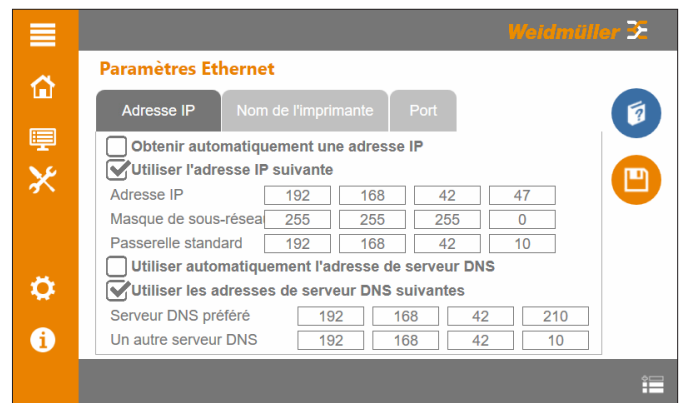 Weidmüller
Paramètres Ethernet
Adresse IP Nom de l'imprimante Port
Obtenir automatiquement une adresse IP
Utiliser l'adresse IP suivante
Adresse IP 192 168 42 47
Masque de sous-réseau 255 255 255 0
Passerelle standard 192 168 42 10
Utiliser automatiquement l'adresse de serveur DNS
Utiliser les adresses de serveur DNS suivantes
Serveur DNS préféré 192 168 42 210
Un autre serveur DNS 192 168 42 10